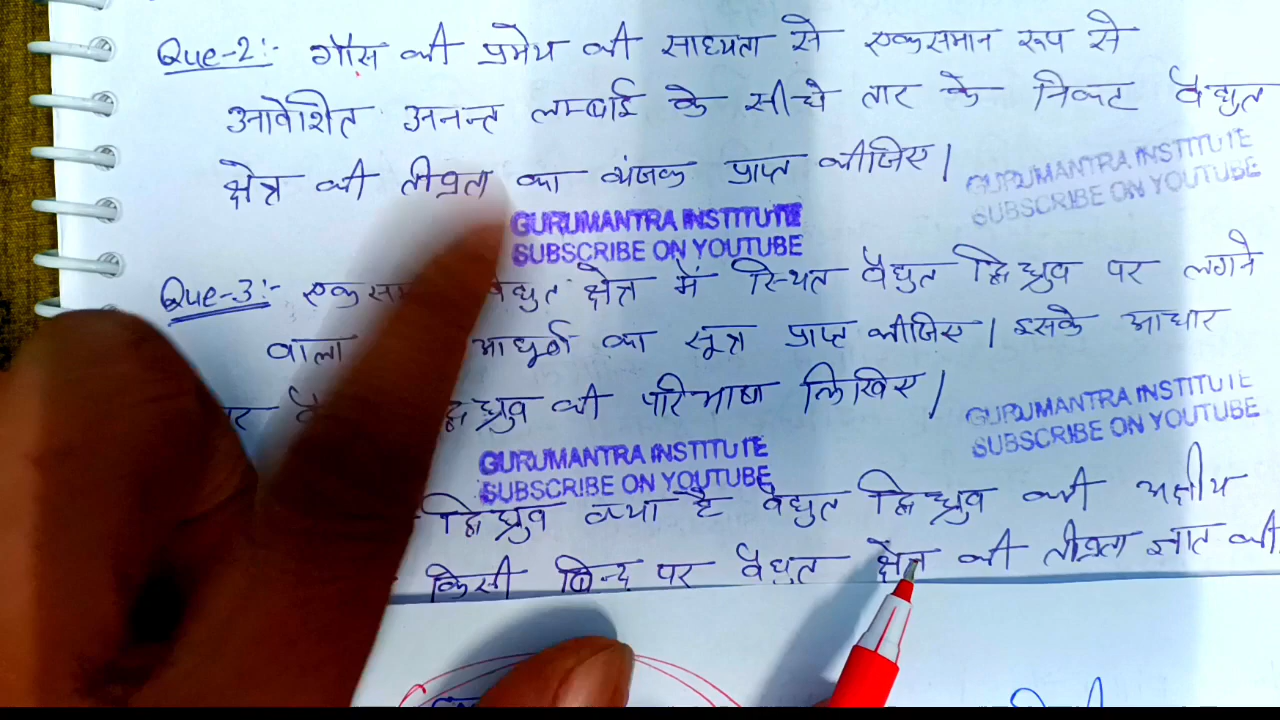 Que-2:- गौस की प्रमेय की साध्यता से एकसमान रूप से
आवेशित अनन्त लम्बाई के सीधे तार के निकट वैधुत
क्षेत्र की तीव्रता का व्यंजक प्राप्त कीजिए।
GURUMANTRA INSTITUTE
SUBSCRIBE ON YOUTUBE
GURUMANTRA INSTITUTE
SUBSCRIBE ON YOUTUBE
Que-3:- क्षेत्र में स्थित वैधुत द्विध्रुव पर लगने
वाला आघूर्ण का सूत्र प्राप्त कीजिए। इसके आधार
की परिभाषा लिखिए।
GURUMANTRA INSTITUTE
SUBSCRIBE ON YOUTUBE
GURUMANTRA INSTITUTE
SUBSCRIBE ON YOUTUBE
द्विध्रुव क्या है वैधुत द्विध्रुव की अक्षीय
किसी बिन्दु पर वैधुत क्षेत्र की तीव्रता ज्ञात की